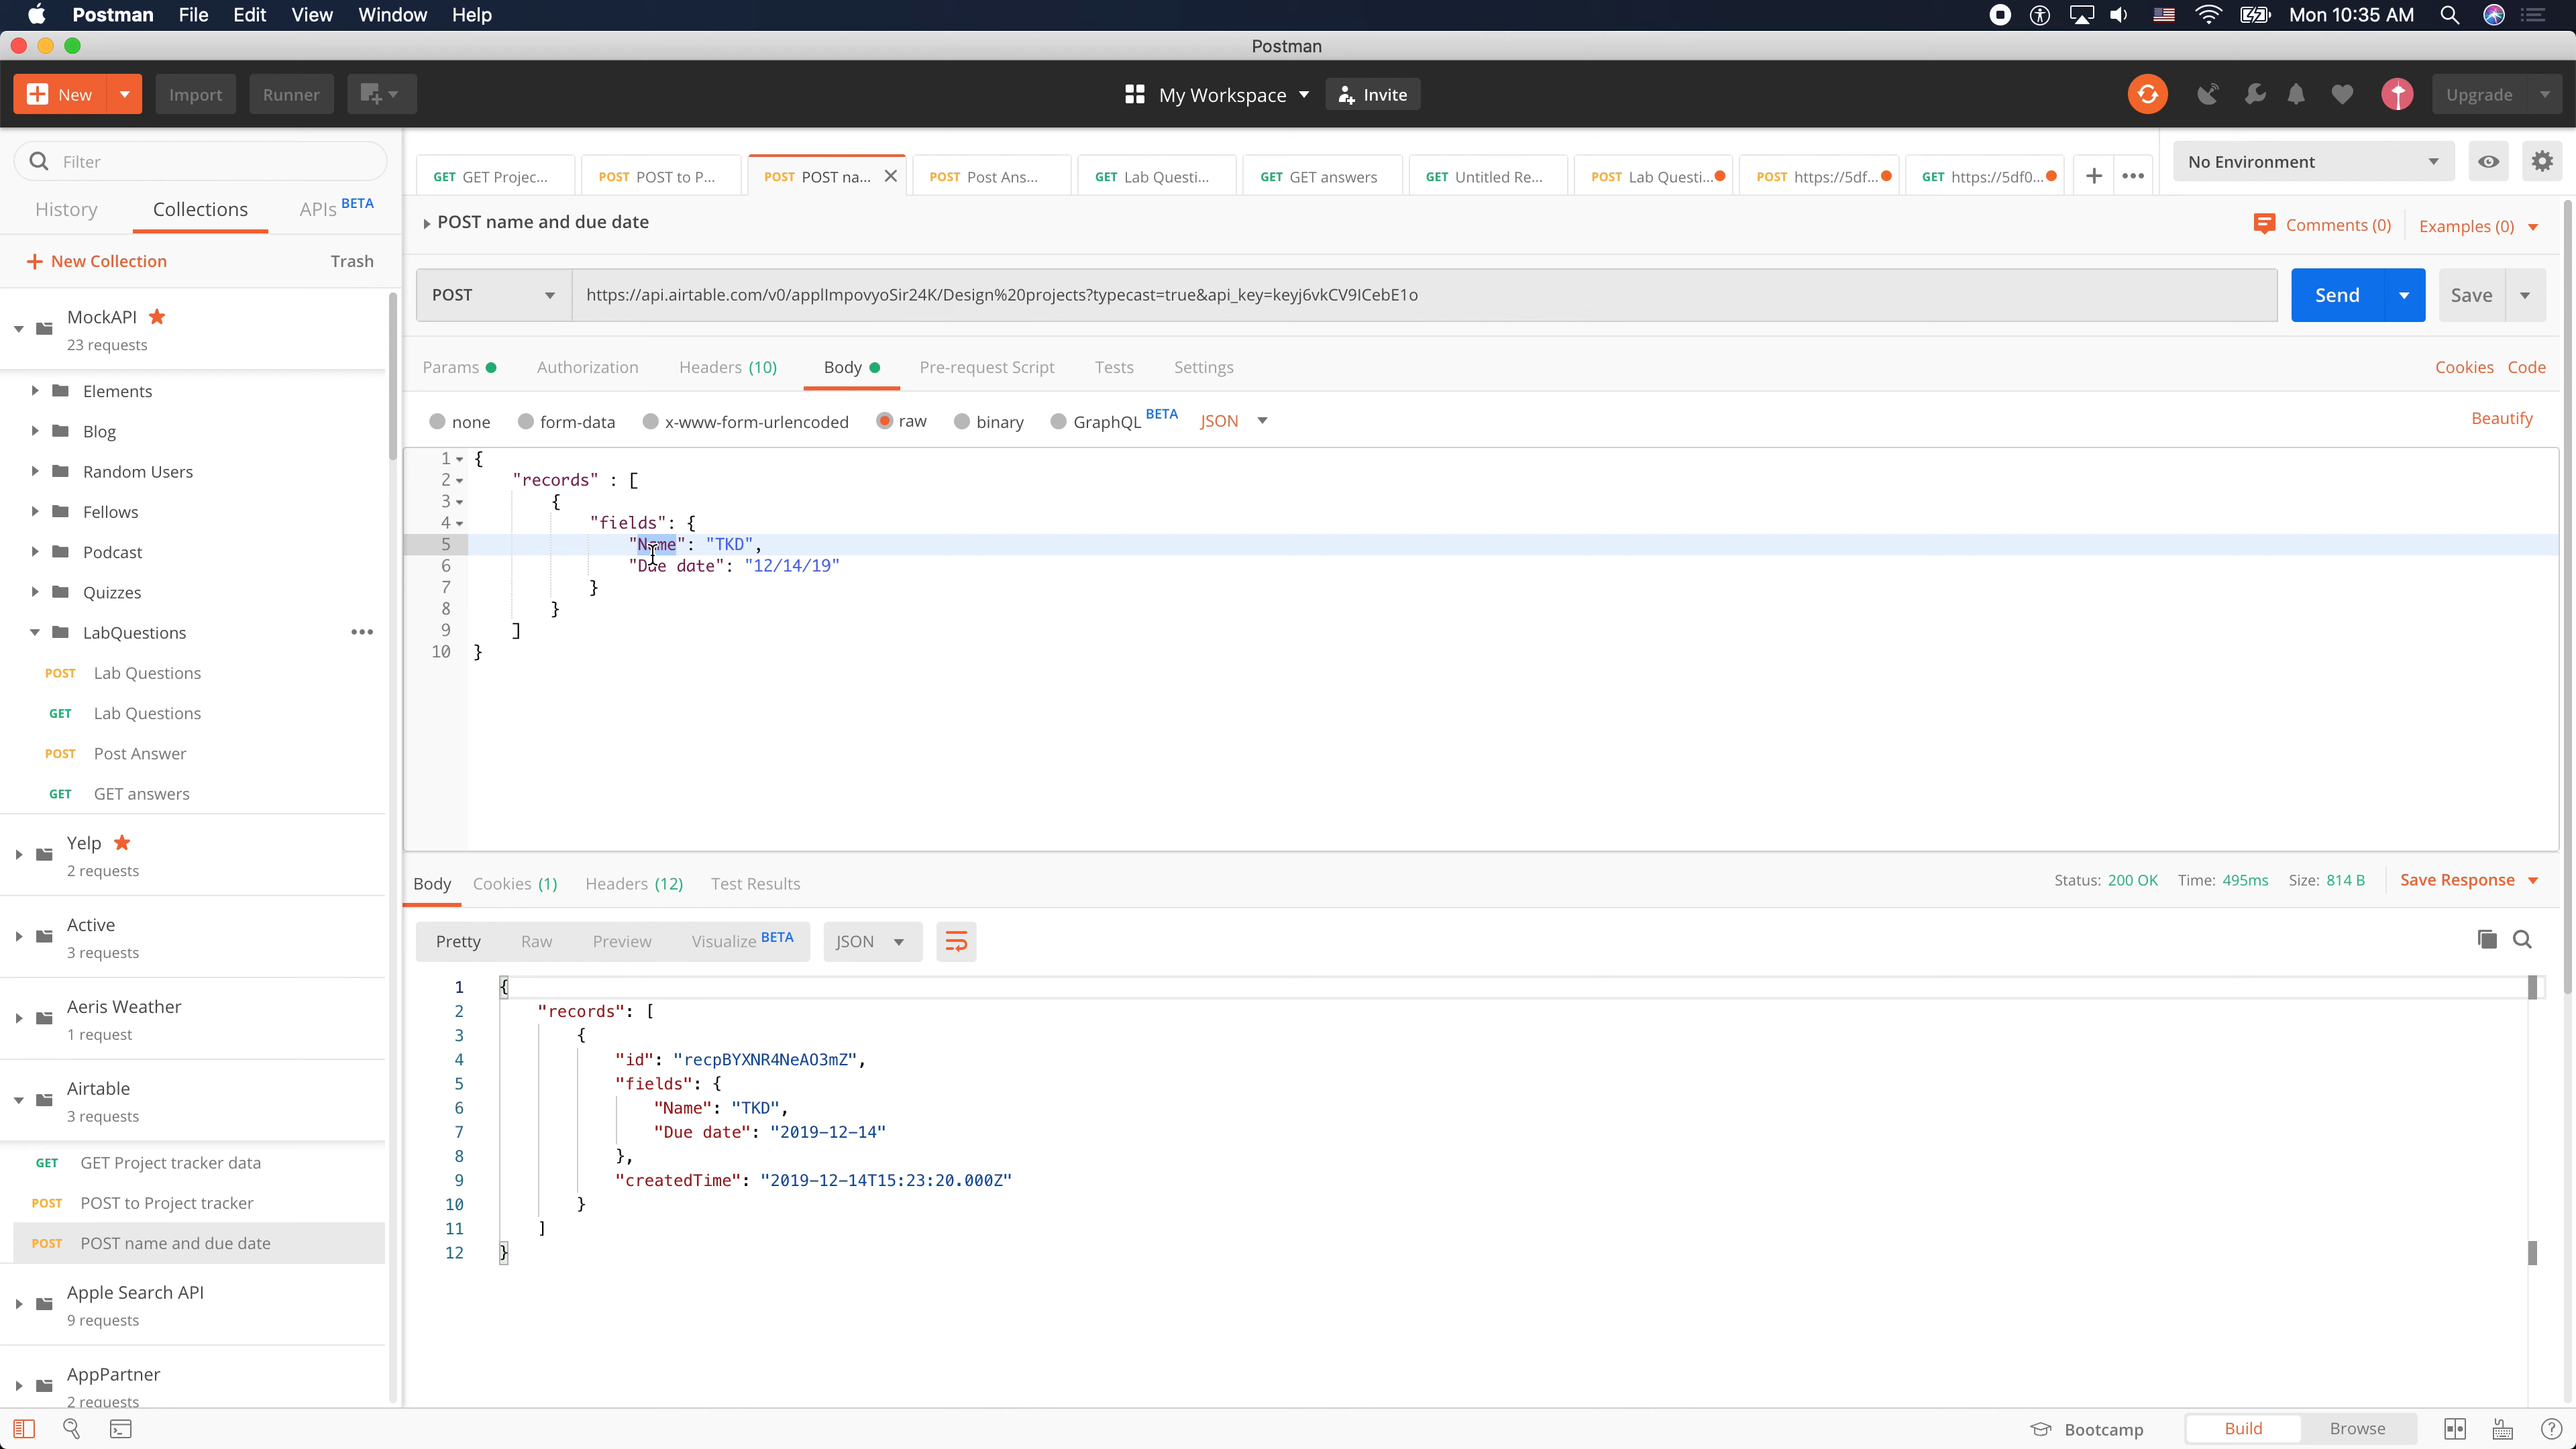 Postman File Edit View Window Help Mon 10:35 AM
Postman
New Import Runner My Workspace Invite Upgrade
Filter
History Collections APIs BETA
New Collection Trash
MockAPI
23 requests
Elements
Blog
Random Users
Fellows
Podcast
Quizzes
LabQuestions
POST Lab Questions
GET Lab Questions
POST Post Answer
GET GET answers
Yelp
2 requests
Active
3 requests
Aeris Weather
1 request
Airtable
3 requests
GET GET Project tracker data
POST POST to Project tracker
POST POST name and due date
Apple Search API
9 requests
AppPartner
2 requests
GET GET Projec... POST POST to P... POST POST na... POST Post Ans... GET Lab Questi... GET GET answers GET Untitled Re... POST Lab Questi... POST https://5df... GET https://5df0...
No Environment
POST name and due date
Comments (0) Examples (0)
POST https://api.airtable.com/v0/applImpovyoSir24K/Design%20projects?typecast=true&api_key=keyj6vkCV9ICebE1o Send Save
Params Authorization Headers (10) Body Pre-request Script Tests Settings Cookies Code
none form-data x-www-form-urlencoded raw binary GraphQL BETA JSON Beautify
1 {
2 "records" : [
3 {
4 "fields": {
5 "Name": "TKD",
6 "Due date": "12/14/19"
7 }
8 }
9 ]
10 }
Body Cookies (1) Headers (12) Test Results Status: 200 OK Time: 495ms Size: 814 B Save Response
Pretty Raw Preview Visualize BETA JSON
1 {
2 "records": [
3 {
4 "id": "recpBYXNR4NeAO3mZ",
5 "fields": {
6 "Name": "TKD",
7 "Due date": "2019-12-14"
8 },
9 "createdTime": "2019-12-14T15:23:20.000Z"
10 }
11 ]
12 }
Bootcamp Build Browse